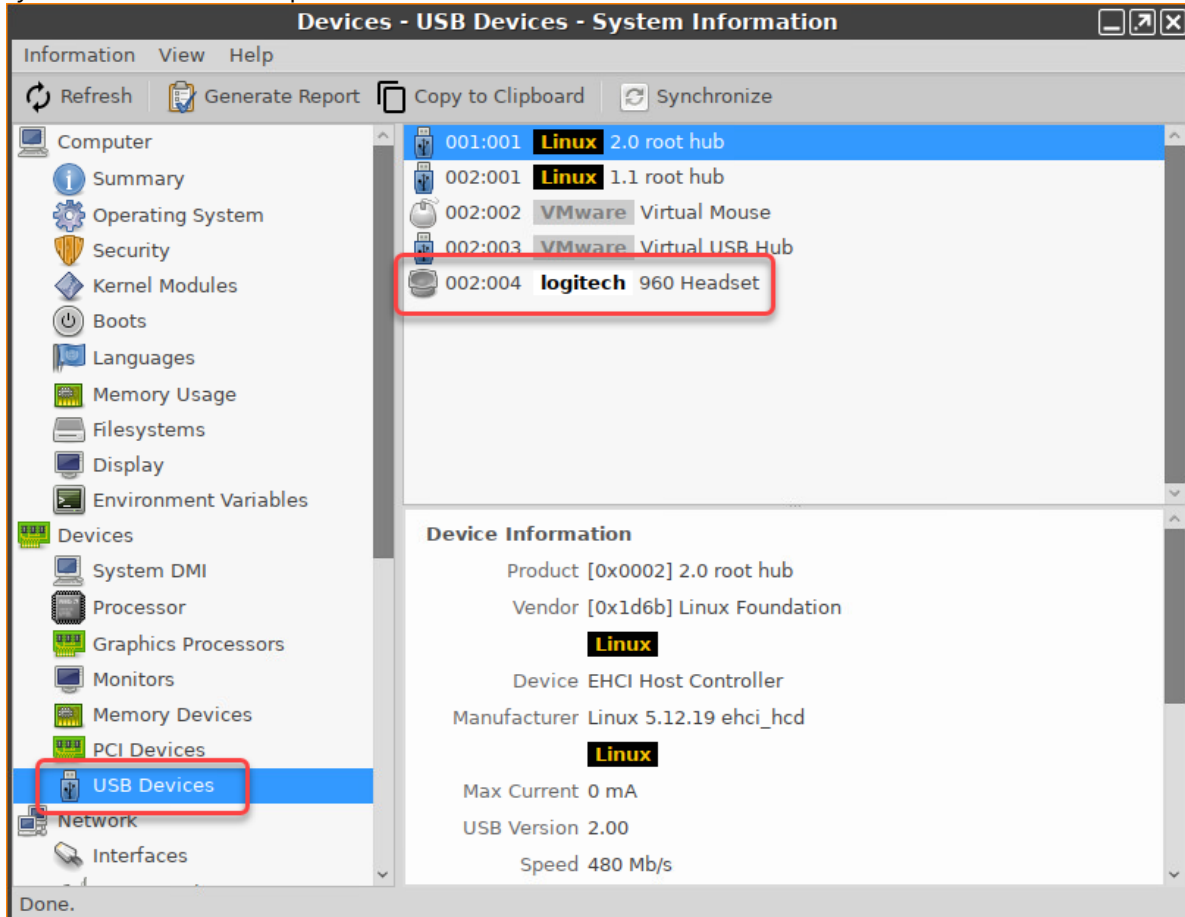 Devices - USB Devices - System Information
Information View Help
Refresh Generate Report Copy to Clipboard Synchronize
Computer
Summary
Operating System
Security
Kernel Modules
Boots
Languages
Memory Usage
Filesystems
Display
Environment Variables
Devices
System DMI
Processor
Graphics Processors
Monitors
Memory Devices
PCI Devices
USB Devices
Network
Interfaces
001:001 Linux 2.0 root hub
002:001 Linux 1.1 root hub
002:002 VMware Virtual Mouse
002:003 VMware Virtual USB Hub
002:004 logitech 960 Headset
Device Information
Product [0x0002] 2.0 root hub
Vendor [0x1d6b] Linux Foundation
Linux
Device EHCI Host Controller
Manufacturer Linux 5.12.19 ehci_hcd
Linux
Max Current 0 mA
USB Version 2.00
Speed 480 Mb/s
Done.